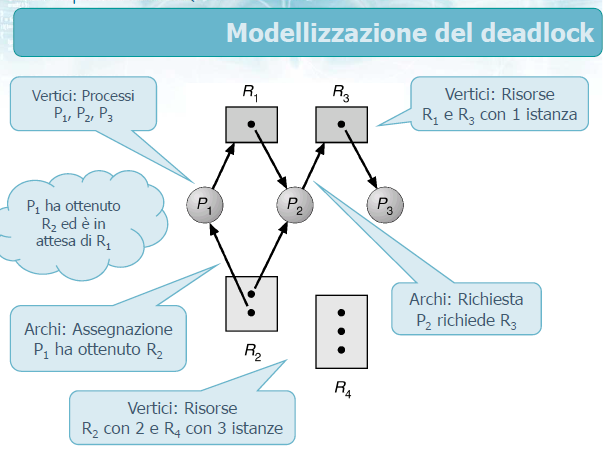 Modellizzazione del deadlock
Vertici: Processi
P1, P2, P3
R1
R3
Vertici: Risorse
R1 e R3 con 1 istanza
P1 ha ottenuto
R2 ed è in
attesa di R1
P1
P2
P3
Archi: Assegnazione
P1 ha ottenuto R2
R2
R4
Archi: Richiesta
P2 richiede R3
Vertici: Risorse
R2 con 2 e R4 con 3 istanze